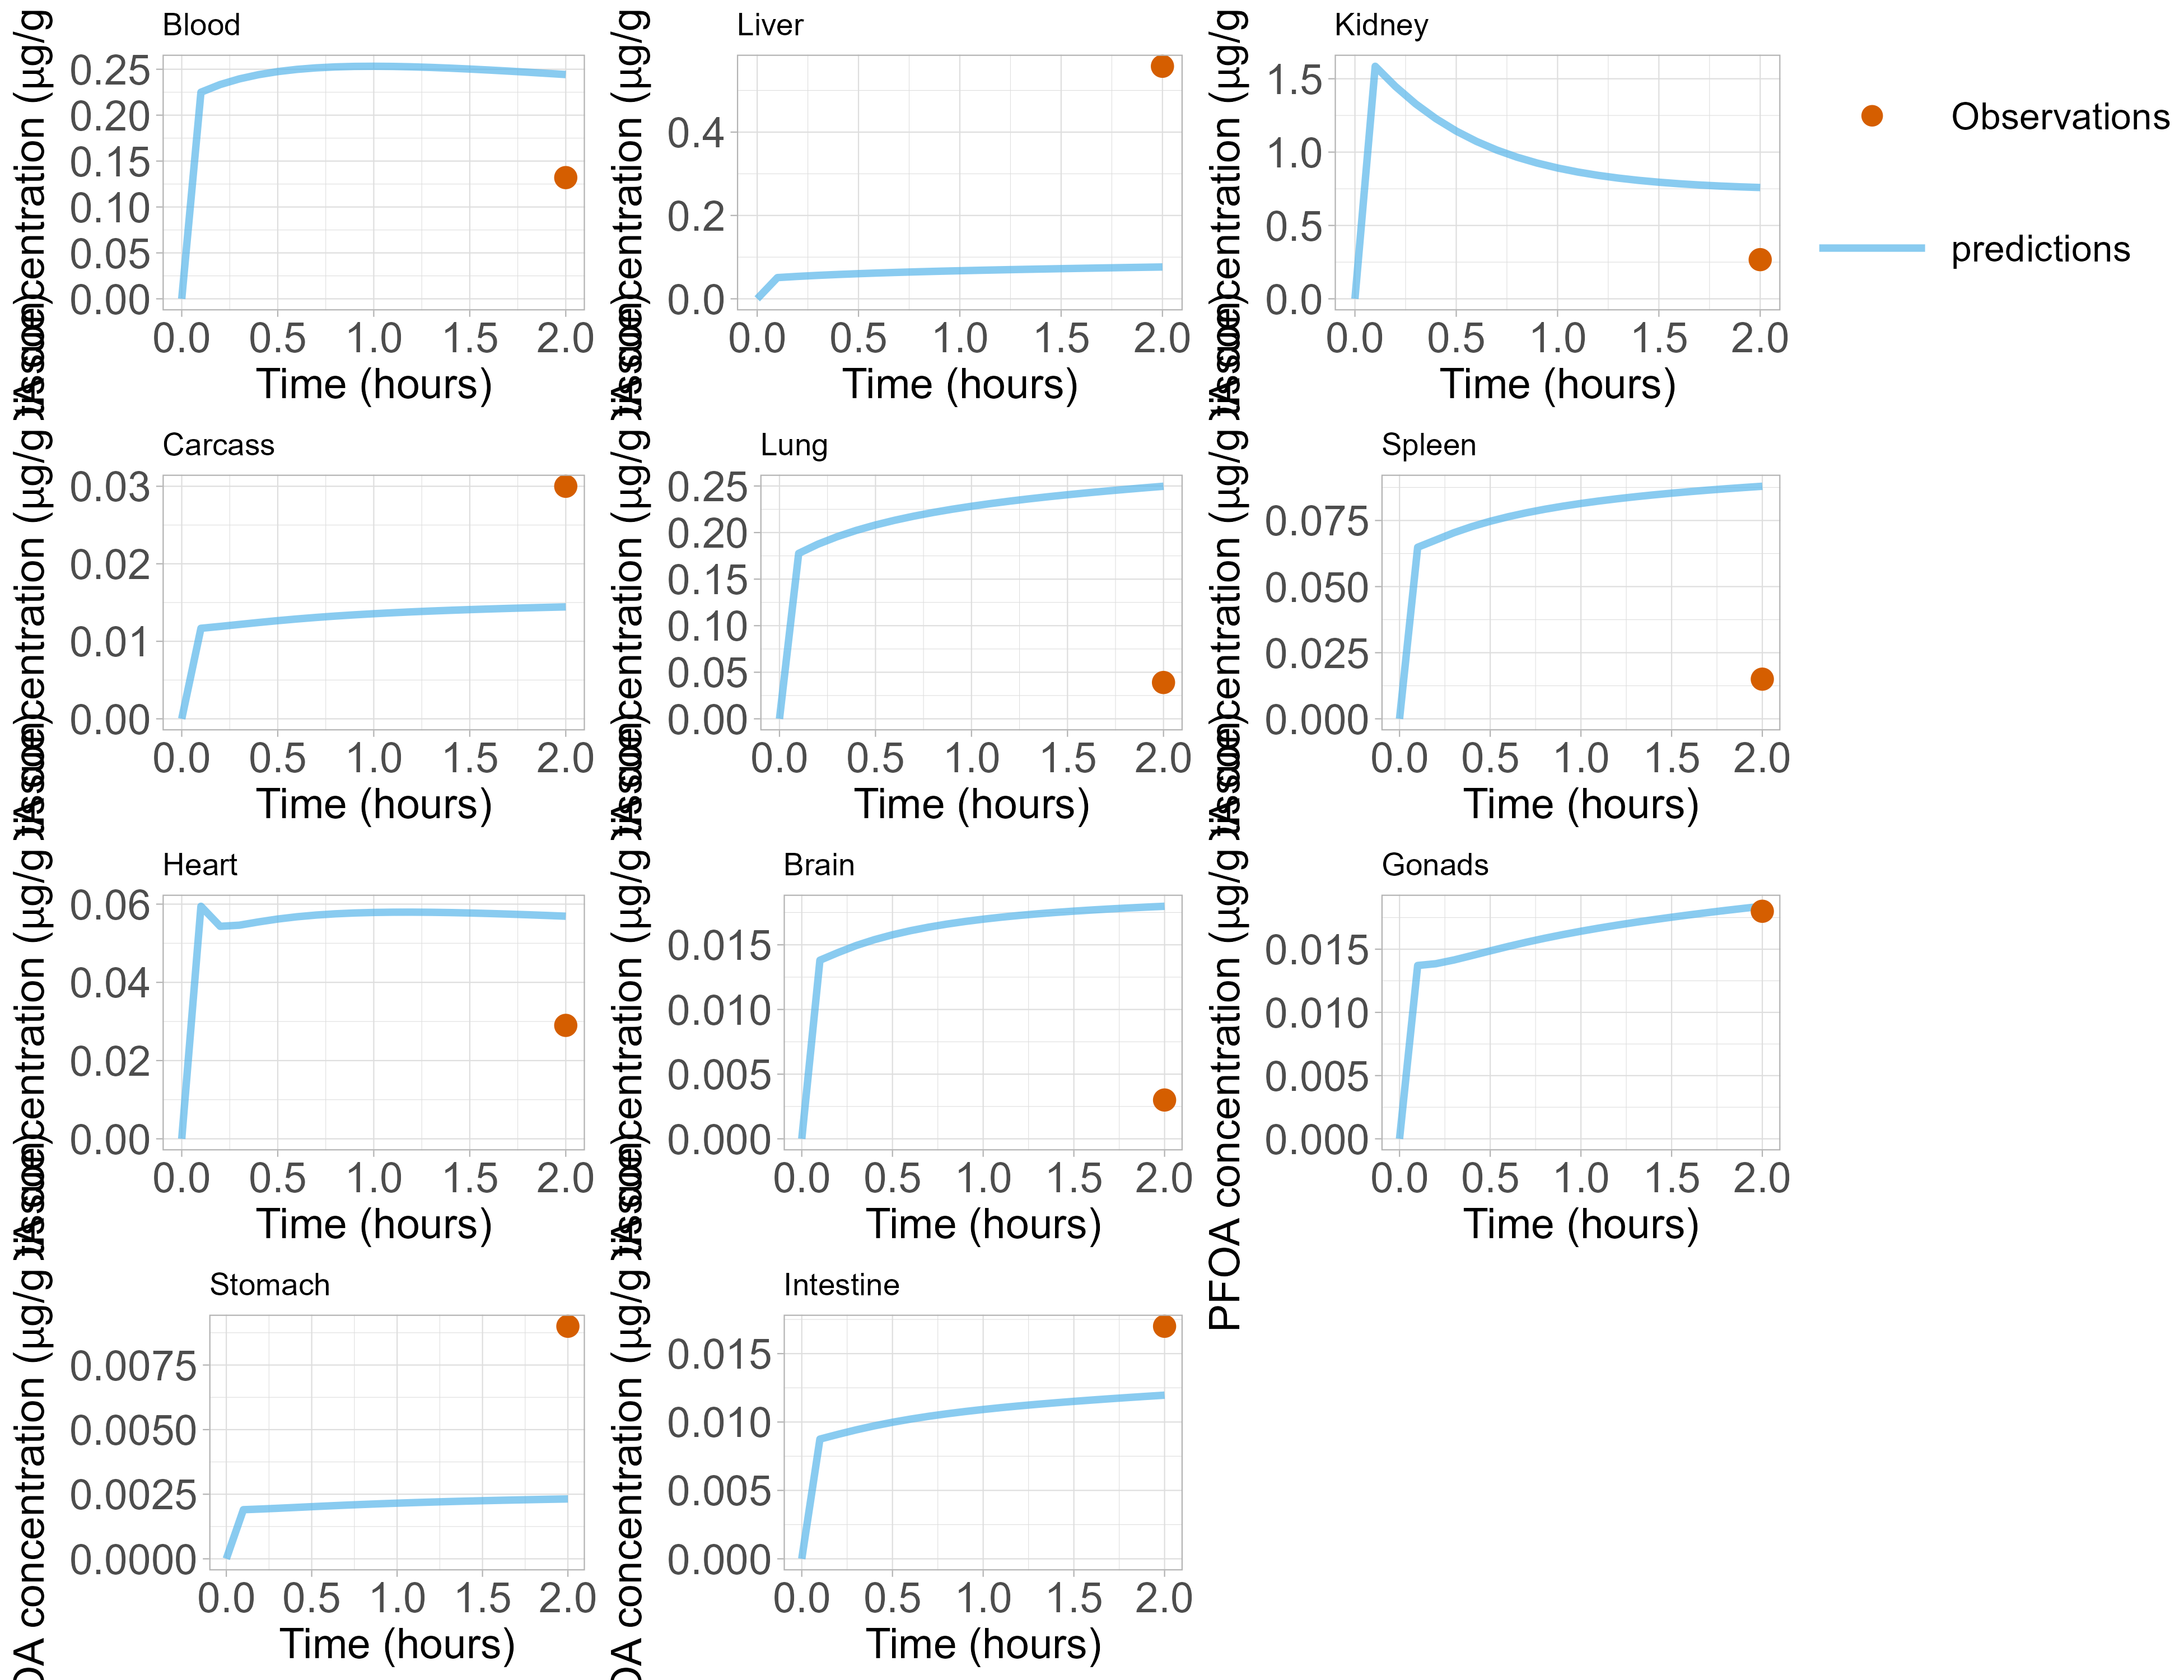 Blood
Liver
Kidney
0.25
0.20
0.15
0.10
0.05
0.00
0.4
0.2
0.0
1.5
1.0
0.5
0.0
Observations
predictions
0.0 0.5 1.0 1.5 2.0
0.0 0.5 1.0 1.5 2.0
0.0 0.5 1.0 1.5 2.0
Time (hours)
Time (hours)
Time (hours)
Carcass
Lung
Spleen
0.03
0.02
0.01
0.00
0.25
0.20
0.15
0.10
0.05
0.00
0.075
0.050
0.025
0.000
0.0 0.5 1.0 1.5 2.0
0.0 0.5 1.0 1.5 2.0
0.0 0.5 1.0 1.5 2.0
Time (hours)
Time (hours)
Time (hours)
Heart
Brain
Gonads
0.06
0.04
0.02
0.00
0.015
0.010
0.005
0.000
0.015
0.010
0.005
0.000
PFOA concentration (μg/g
0.0 0.5 1.0 1.5 2.0
0.0 0.5 1.0 1.5 2.0
0.0 0.5 1.0 1.5 2.0
Time (hours)
Time (hours)
Time (hours)
Stomach
Intestine
0.0075
0.0050
0.0025
0.0000
0.015
0.010
0.005
0.000
OA concentration (μg/g
OA concentration (μg/g
0.0 0.5 1.0 1.5 2.0
0.0 0.5 1.0 1.5 2.0
Time (hours)
Time (hours)